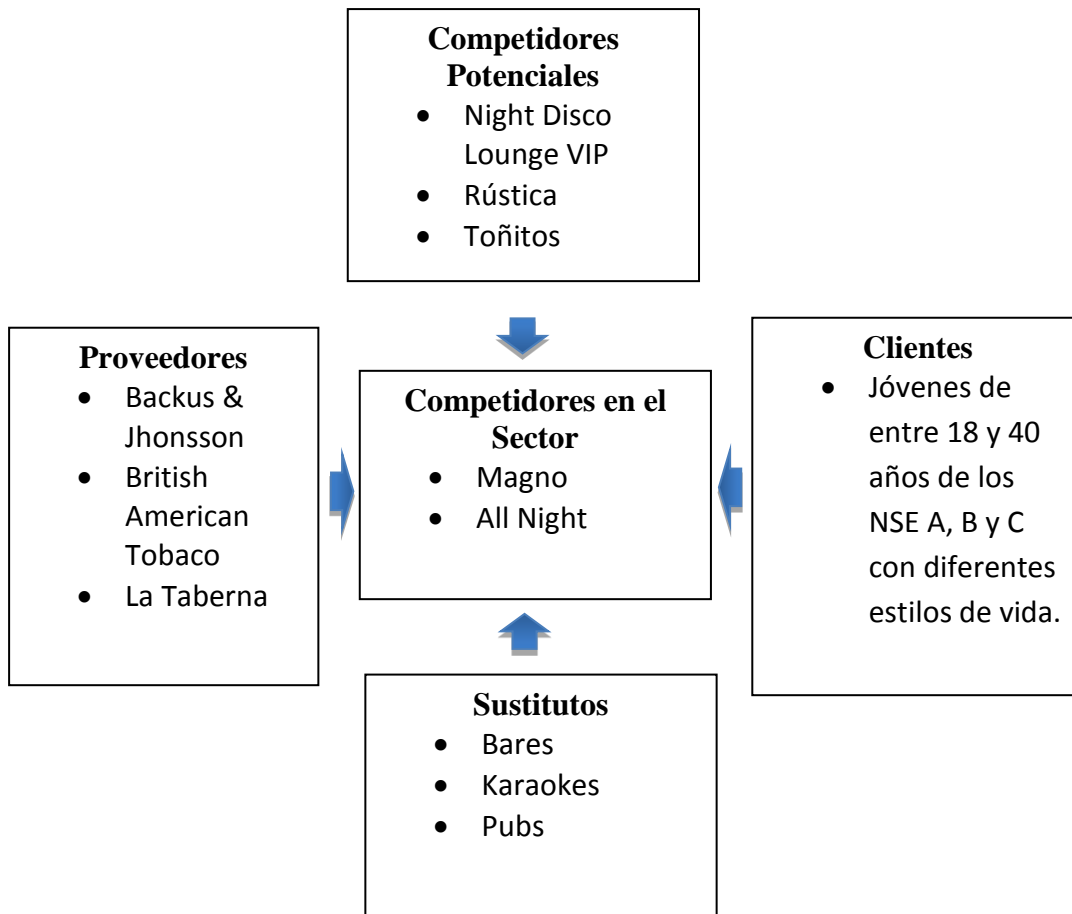 Competidores
Potenciales
• Night Disco
Lounge VIP
• Rústica
• Toñitos
Proveedores
• Backus &
Jhonsson
• British
American
Tobaco
• La Taberna
Competidores en el
Sector
• Magno
• All Night
Clientes
• Jóvenes de
entre 18 y 40
años de los
NSE A, B y C
con diferentes
estilos de vida.
Sustitutos
• Bares
• Karaokes
• Pubs